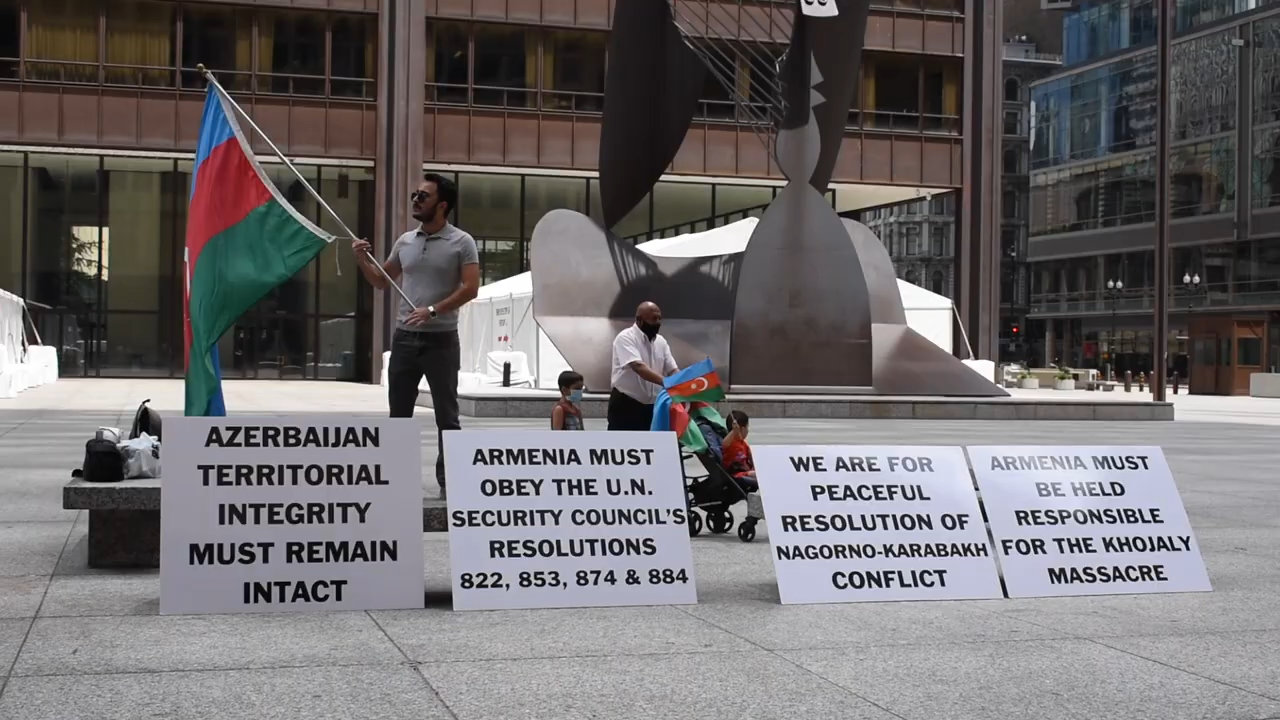 AZERBAIJAN
TERRITORIAL
INTEGRITY
MUST REMAIN
INTACT
ARMENIA MUST
OBEY THE U.N.
SECURITY COUNCIL'S
RESOLUTIONS
822, 853, 874 & 884
WE ARE FOR
PEACEFUL
RESOLUTION OF
NAGORNO-KARABAKH
CONFLICT
ARMENIA MUST
BE HELD
RESPONSIBLE
FOR THE KHOJALY
MASSACRE